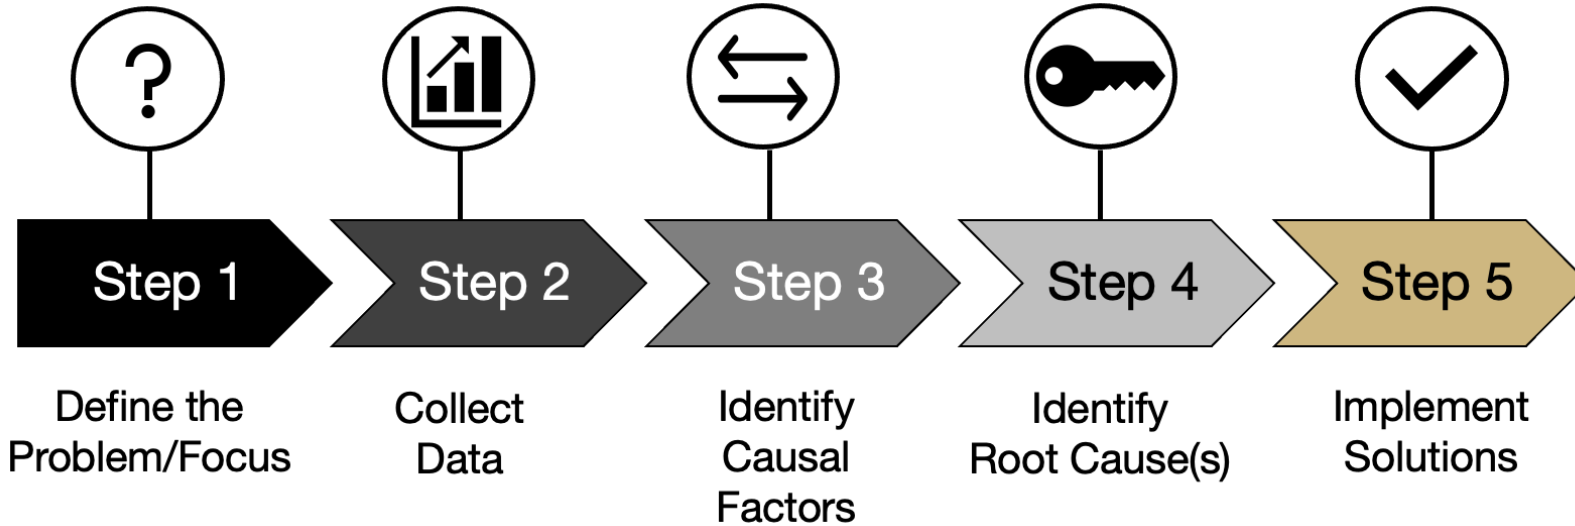 Step 1
Step 2
Step 3
Step 4
Step 5
Define the
Problem/Focus
Collect
Data
Identify
Causal
Factors
Identify
Root Cause(s)
Implement
Solutions